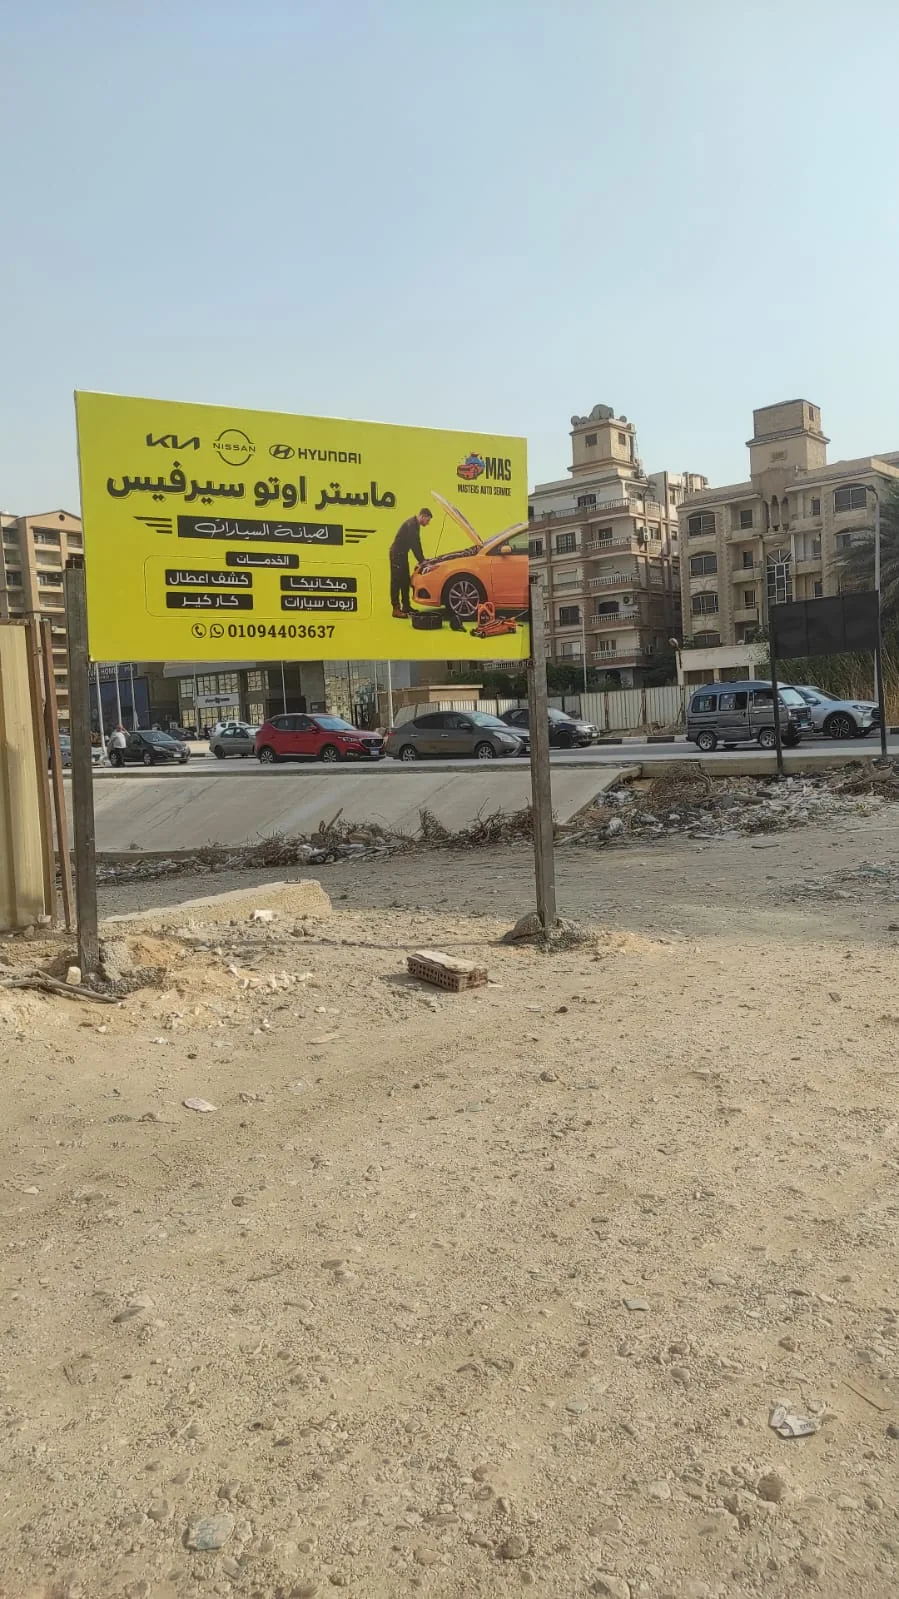 KIA NISSAN HYUNDAI
MAS
MASTERS AUTO SERVICE
ماستر اوتو سيرفيس
لصيانة السيارات
الخدمات
ميكانيكا كشف اعطال
زيوت سيارات كار كير
01094403637